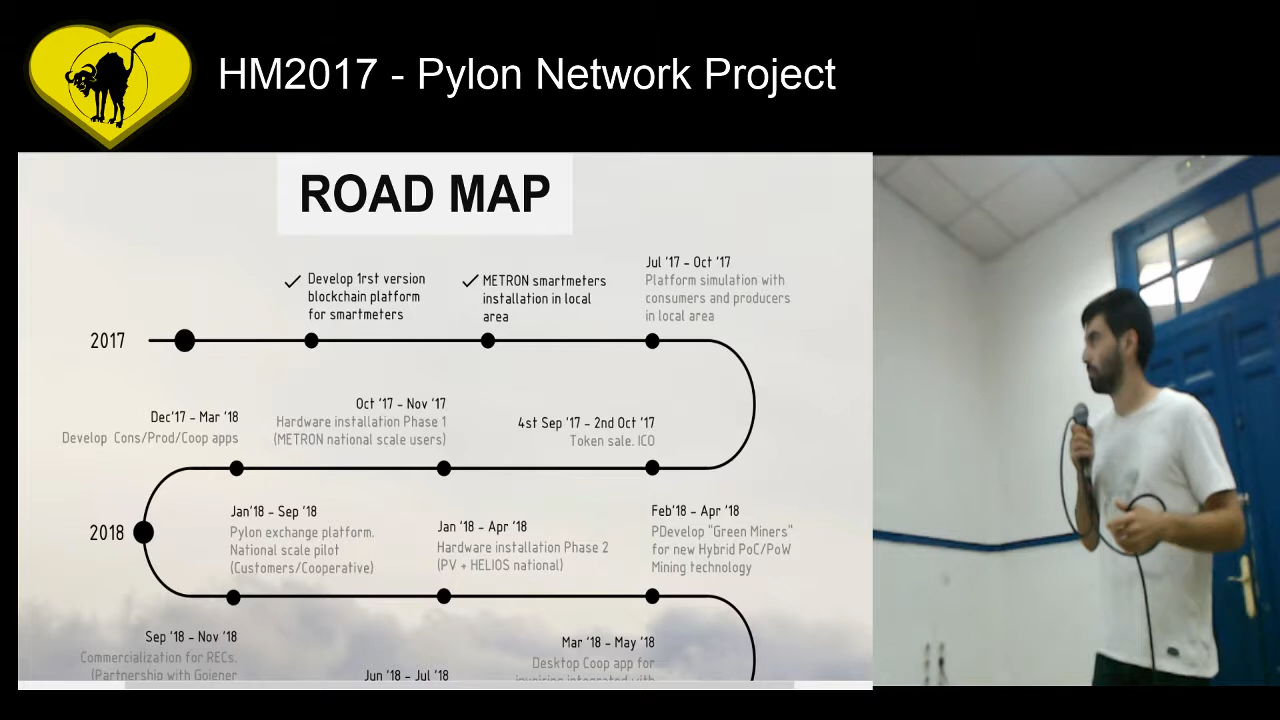 HM2017 - Pylon Network Project
ROAD MAP
Develop 1rst version
blockchain platform
for smartmeters
METRON smartmeters
installation in local
area
Jul '17 - Oct '17
Platform simulation with
consumers and producers
in local area
2017
Dec'17 - Mar '18
Develop Cons/Prod/Coop apps
Oct '17 - Nov '17
Hardware installation Phase 1
(METRON national scale users)
4st Sep '17 - 2nd Oct '17
Token sale. ICO
2018
Jan'18 - Sep '18
Pylon exchange platform.
National scale pilot
(Customers/Cooperative)
Jan '18 - Apr '18
Hardware installation Phase 2
(PV + HELIOS national)
Feb'18 - Apr '18
PDevelop "Green Miners"
for new Hybrid PoC/PoW
Mining technology
Sep '18 - Nov '18
Commercialization for RECs.
(Partnership with Goiener
Jun '18 - Jul '18
Mar '18 - May '18
Desktop Coop app for
invoicing integrated with